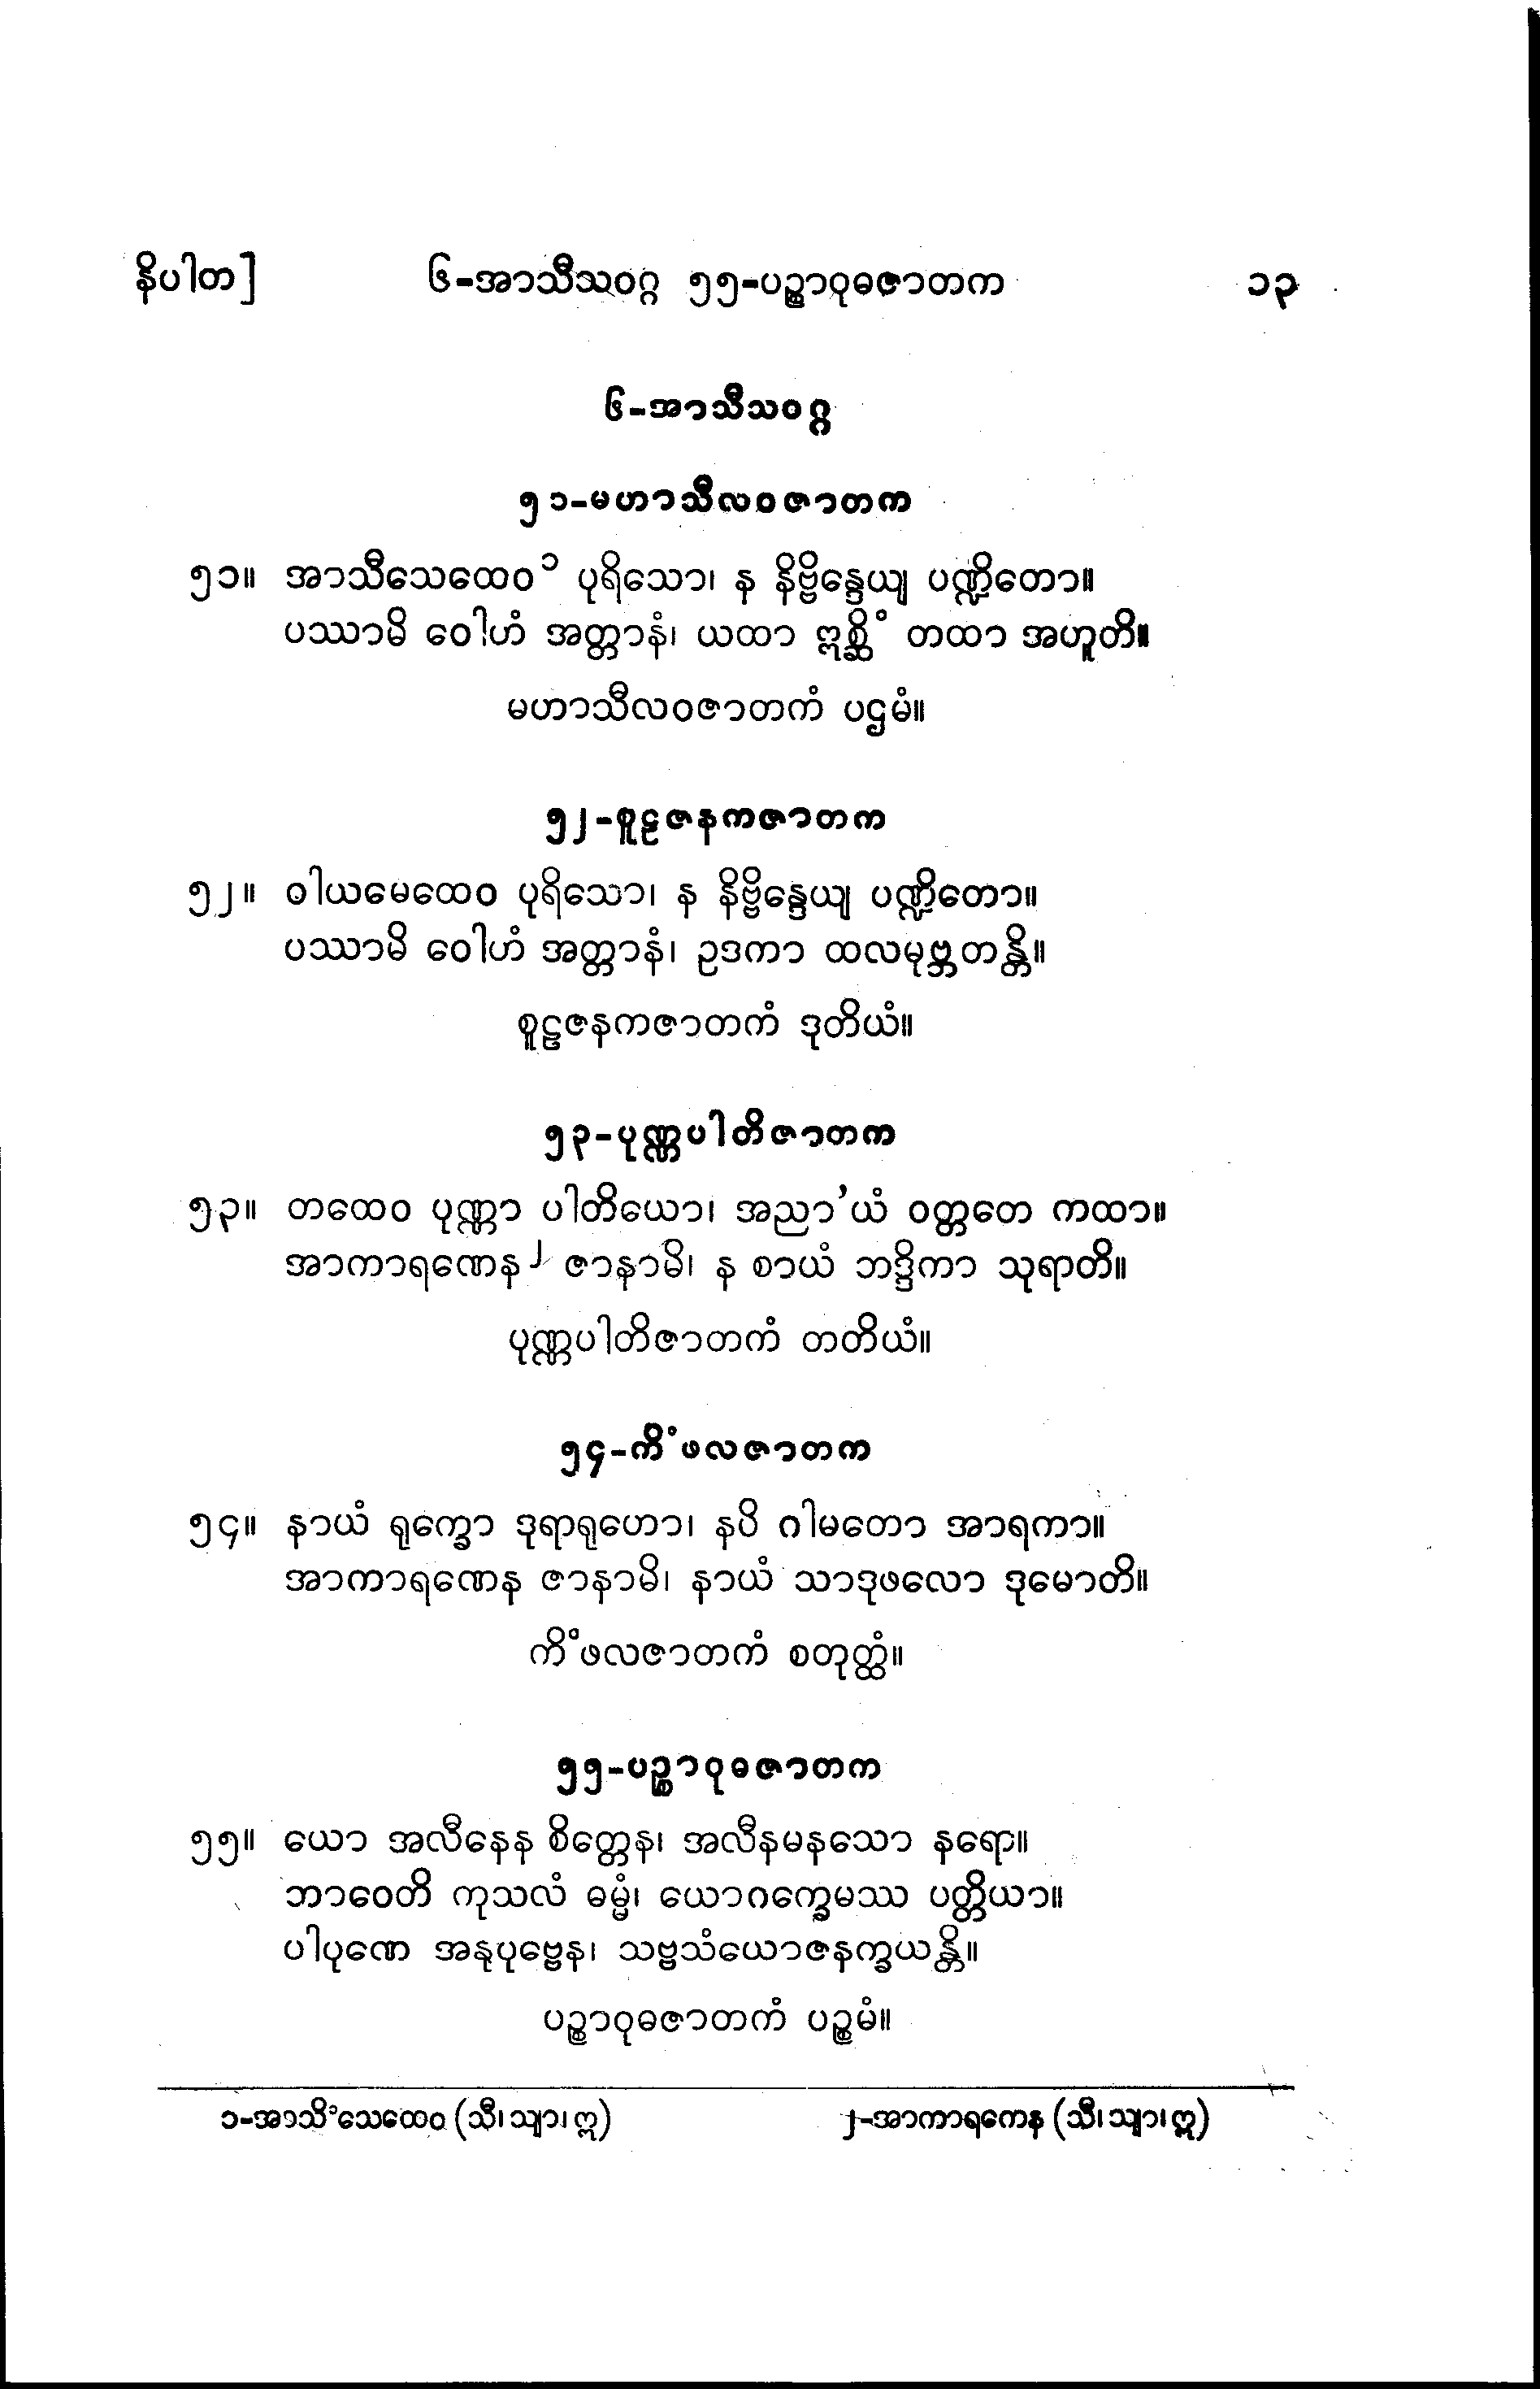 နိပါတ] ၆-အာသီသဝဂ္ဂ ၅၅-ပဉ္စာဝုဓဇာတက ၁၃
၆-အာသီသဝဂ္ဂ
၅၁-မဟာသီလဝဇာတက
၅၁။ အာသီသေထေဝ၁ ပုရိသော၊ န နိဗ္ဗိန္ဒေယျ ပဏ္ဍိတော။
ပဿာမိ ဝေါဟံ အတ္တာနံ၊ ယထာ ဣစ္ဆိံ တထာ အဟူတိ။
မဟာသီလဝဇာတကံ ပဌမံ။
၅၂-စူဠဇနကဇာတက
၅၂။ ဝါယမေထေဝ ပုရိသော၊ န နိဗ္ဗိန္ဒေယျ ပဏ္ဍိတော။
ပဿာမိ ဝေါဟံ အတ္တာနံ၊ ဥဒကာ ထလမုဗ္ဘတန္တိ။
စူဠဇနကဇာတကံ ဒုတိယံ။
၅၃-ပုဏ္ဏပါတိဇာတက
၅၃။ တထေဝ ပုဏ္ဏာ ပါတိယော၊ အညာ’ယံ ဝတ္တတေ ကထာ။
အာကာရဏေန၂ ဇာနာမိ၊ န စာယံ ဘဒ္ဒိကာ သုရာတိ။
ပုဏ္ဏပါတိဇာတကံ တတိယံ။
၅၄-ကိံဖလဇာတက
၅၄။ နာယံ ရုက္ခော ဒုရာရုဟော၊ နပိ ဂါမတော အာရကာ။
အာကာရဏေန ဇာနာမိ၊ နာယံ သာဒုဖလော ဒုမောတိ။
ကိံဖလဇာတကံ စတုတ္ထံ။
၅၅-ပဉ္စာဝုဓဇာတက
၅၅။ ယော အလီနေန စိတ္တေန၊ အလီနမနသော နရော။
ဘာဝေတိ ကုသလံ ဓမ္မံ၊ ယောဂက္ခေမဿ ပတ္တိယာ။
ပါပုဏေ အနုပုဗ္ဗေန၊ သဗ္ဗသံယောဇနက္ခယန္တိ။
ပဉ္စာဝုဓဇာတကံ ပဉ္စမံ။
၁-အာသိံသေထေဝ (သီ၊ သျာ၊ ဣ) ၂-အာကာရကေန (သီ၊ သျာ၊ ဣ)